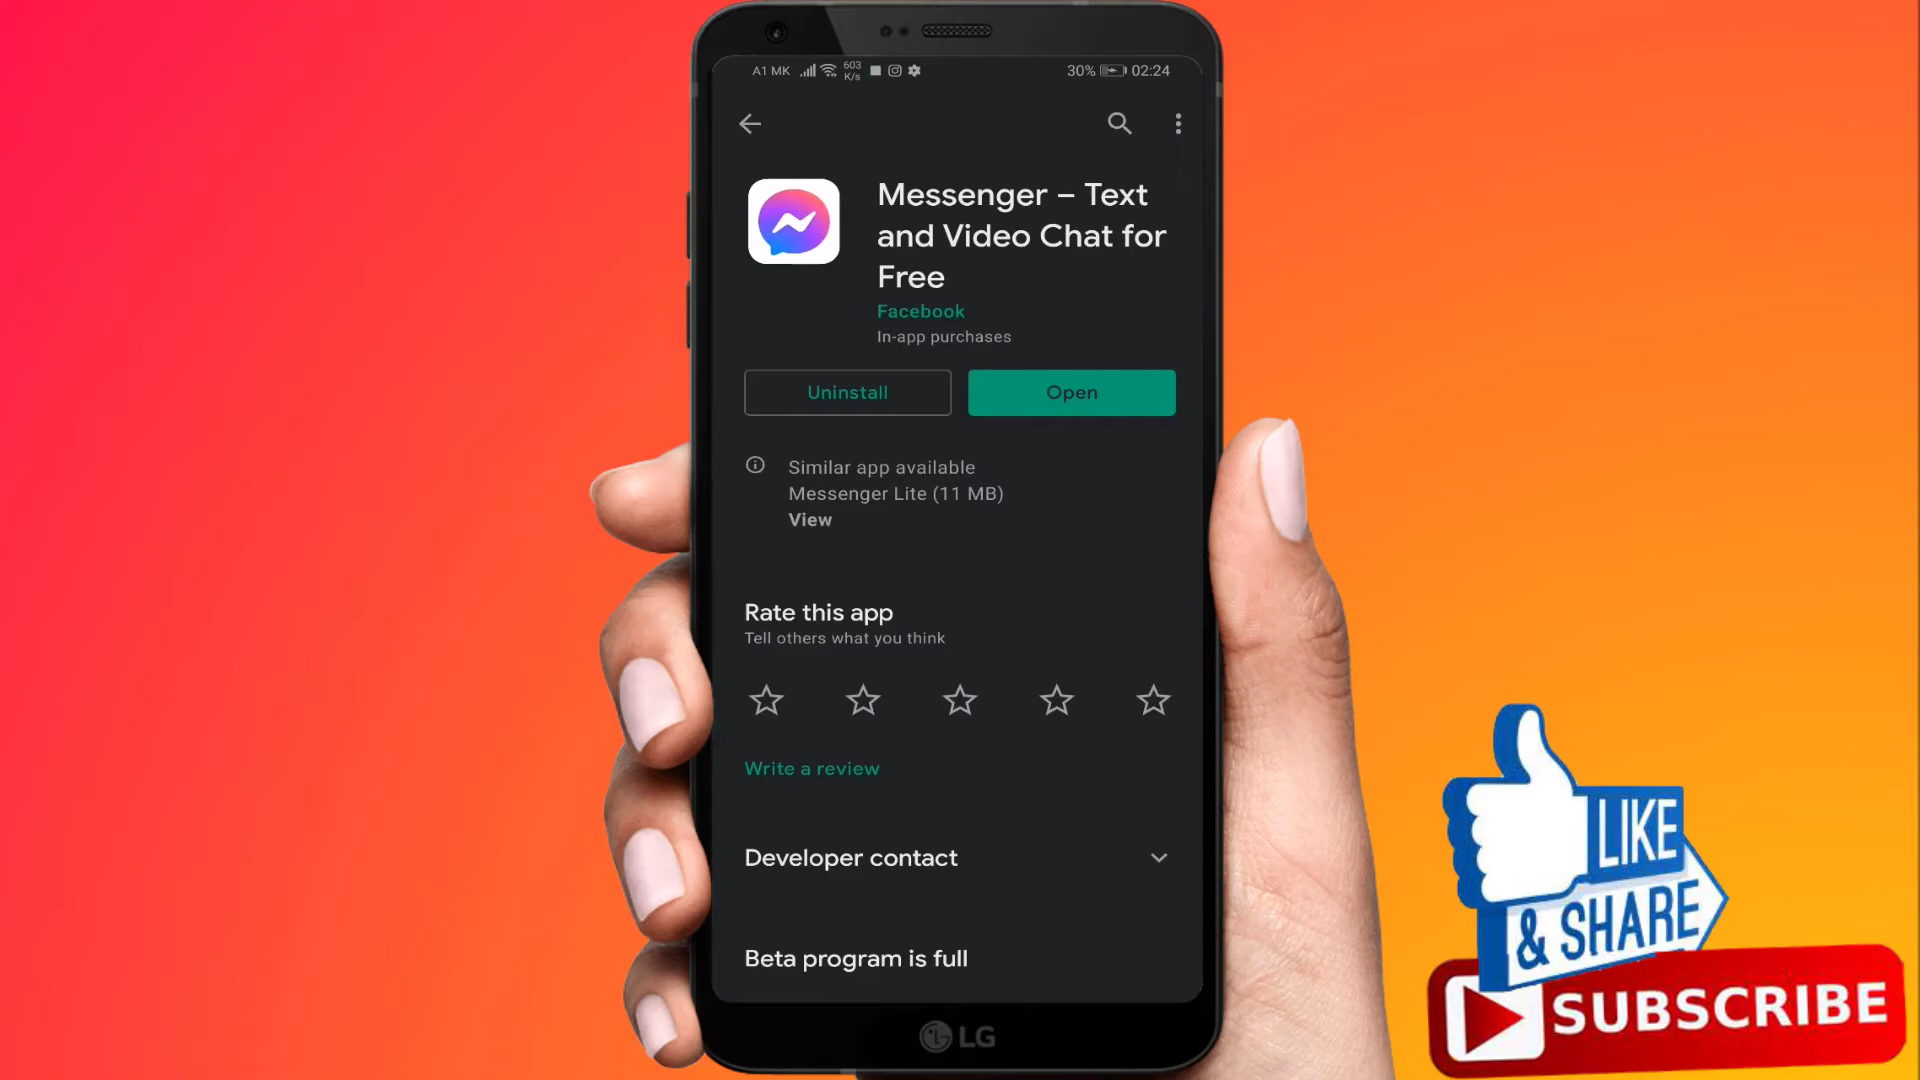 A1 MK 603 K/s 30% 02:24
Messenger – Text
and Video Chat for
Free
Facebook
In-app purchases
Uninstall Open
Similar app available
Messenger Lite (11 MB)
View
Rate this app
Tell others what you think
Write a review
Developer contact
Beta program is full
LG
LIKE
& SHARE
SUBSCRIBE